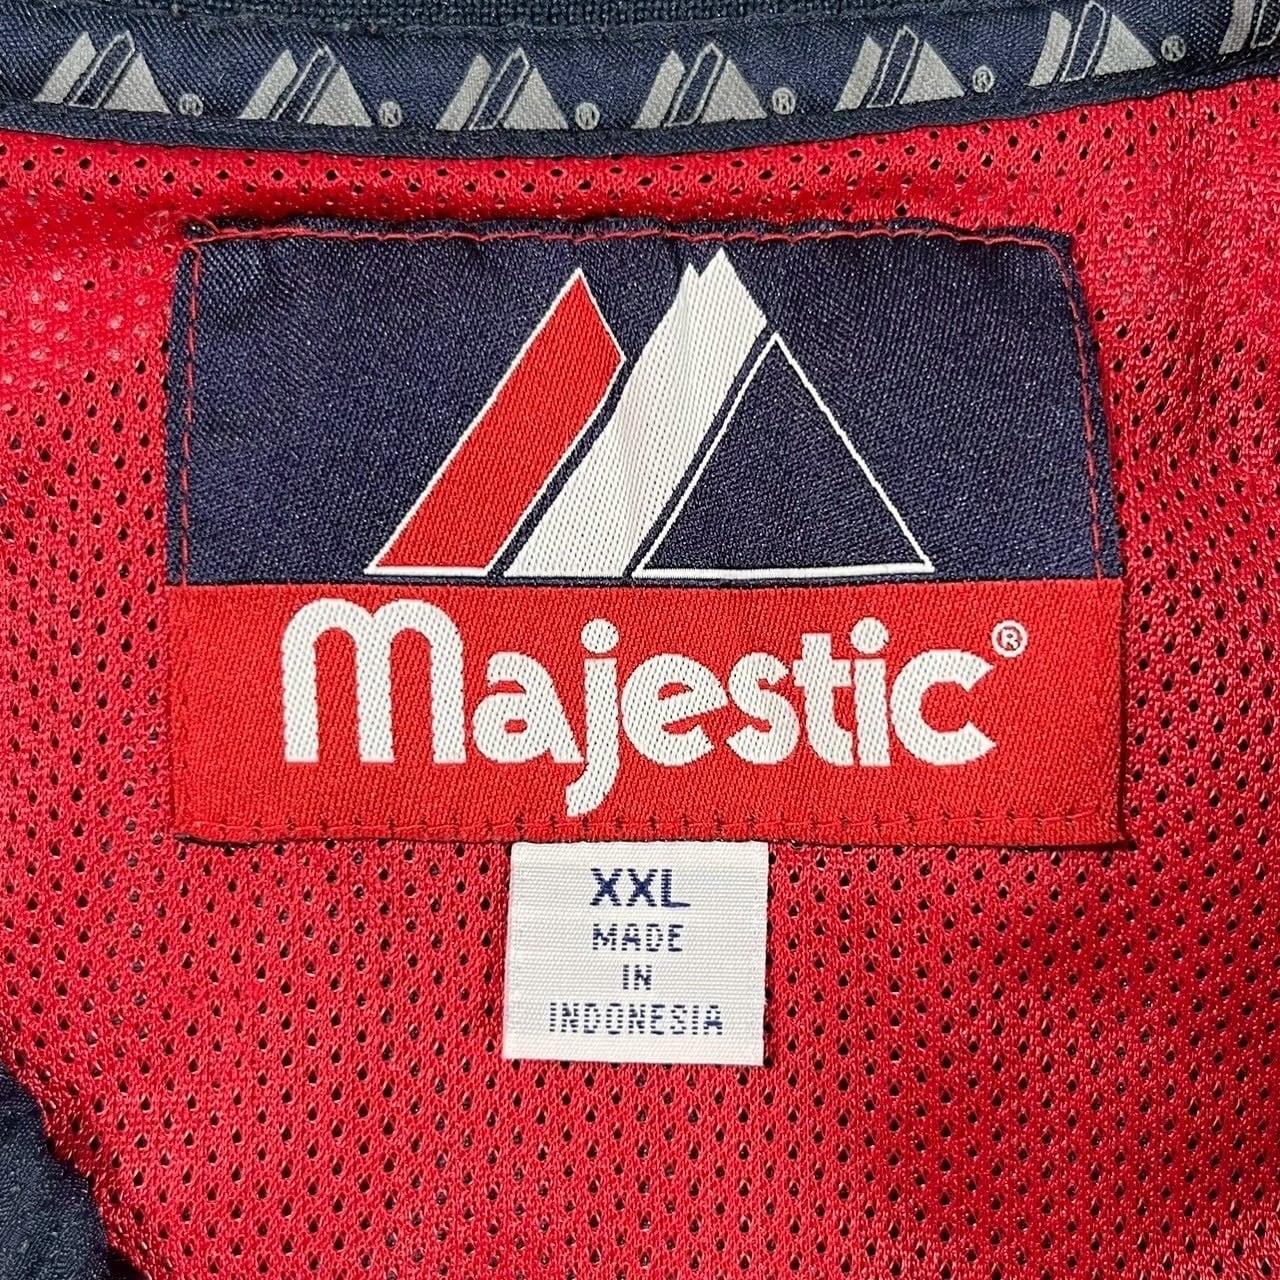 ® ® ® ® ® ®
majestic®
XXL
MADE
IN
INDONESIA